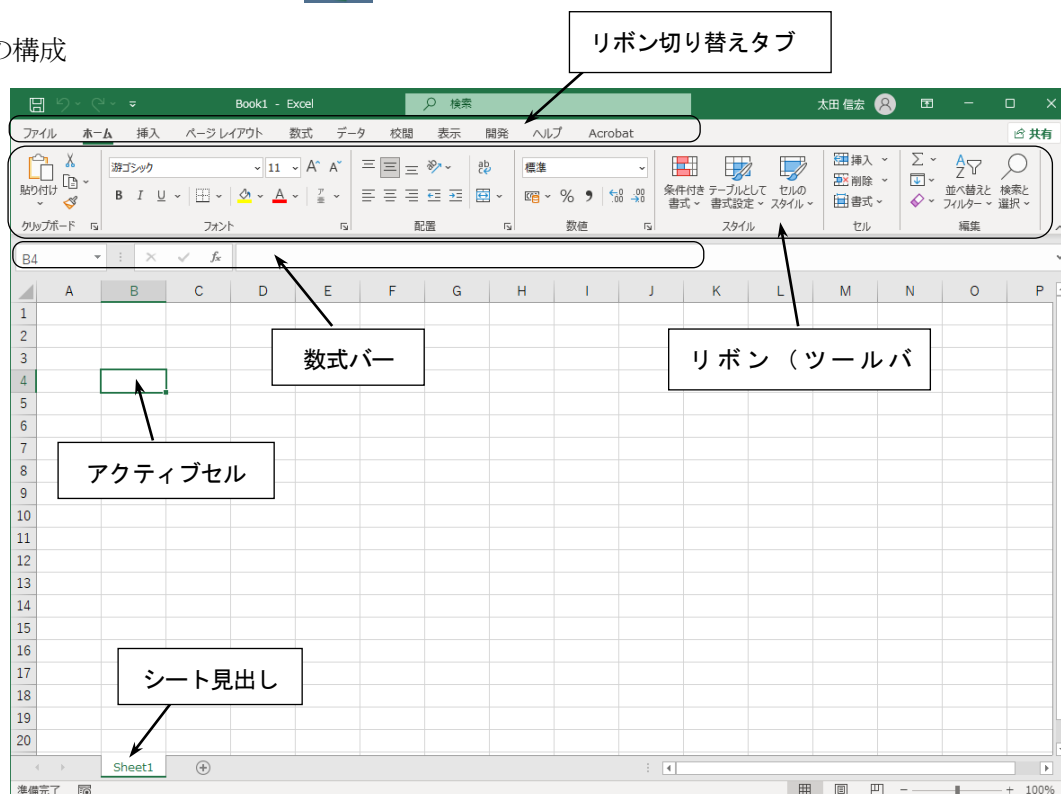 の構成
リボン切り替えタブ
Book1 - Excel
検索
太田 信宏
ファイル ホーム 挿入 ページ レイアウト 数式 データ 校閲 表示 開発 ヘルプ Acrobat
共有
貼り付け
クリップボード
游ゴシック 11
B I U
フォント
ab
配置
標準
数値
条件付き書式
テーブルとして書式設定
セルのスタイル
スタイル
挿入
削除
書式
セル
並べ替えとフィルター
検索と選択
編集
B4
fx
A B C D E F G H I J K L M N O P
1
2
3
4
5
6
7
8
9
10
11
12
13
14
15
16
17
18
19
20
数式バー
リボン（ツールバ
アクティブセル
シート見出し
Sheet1
準備完了
100%